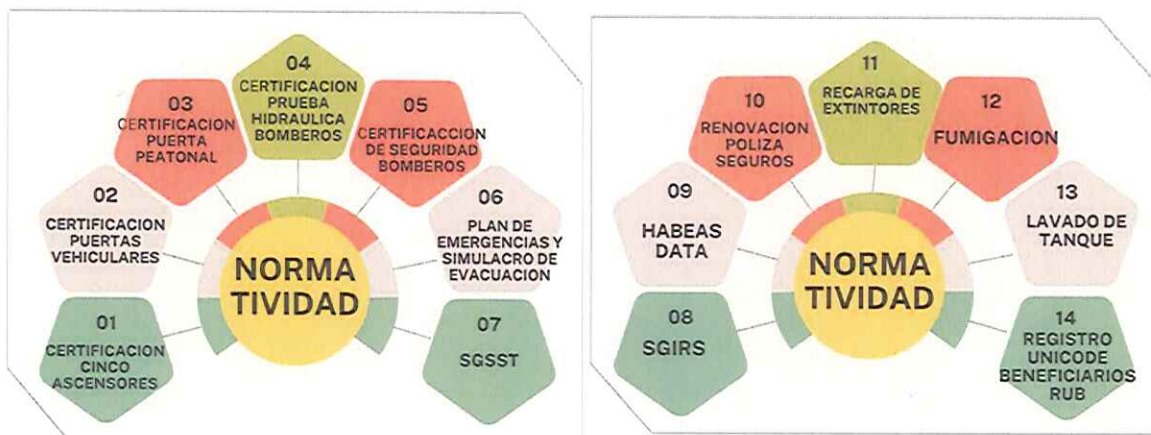 01
CERTIFICACION
CINCO
ASCENSORES
02
CERTIFICACION
PUERTAS
VEHICULARES
03
CERTIFICACION
PUERTA
PEATONAL
04
CERTIFICACION
PRUEBA
HIDRAULICA
BOMBEROS
05
CERTIFICACCION
DE SEGURIDAD
BOMBEROS
06
PLAN DE
EMERGENCIAS Y
SIMULACRO DE
EVACUACION
07
SGSST
NORMA
TIVIDAD
08
SGIRS
09
HABEAS
DATA
10
RENOVACION
POLIZA
SEGUROS
11
RECARGA DE
EXTINTORES
12
FUMIGACION
13
LAVADO DE
TANQUE
14
REGISTRO
UNICODE
BENEFICIARIOS
RUB
NORMA
TIVIDAD